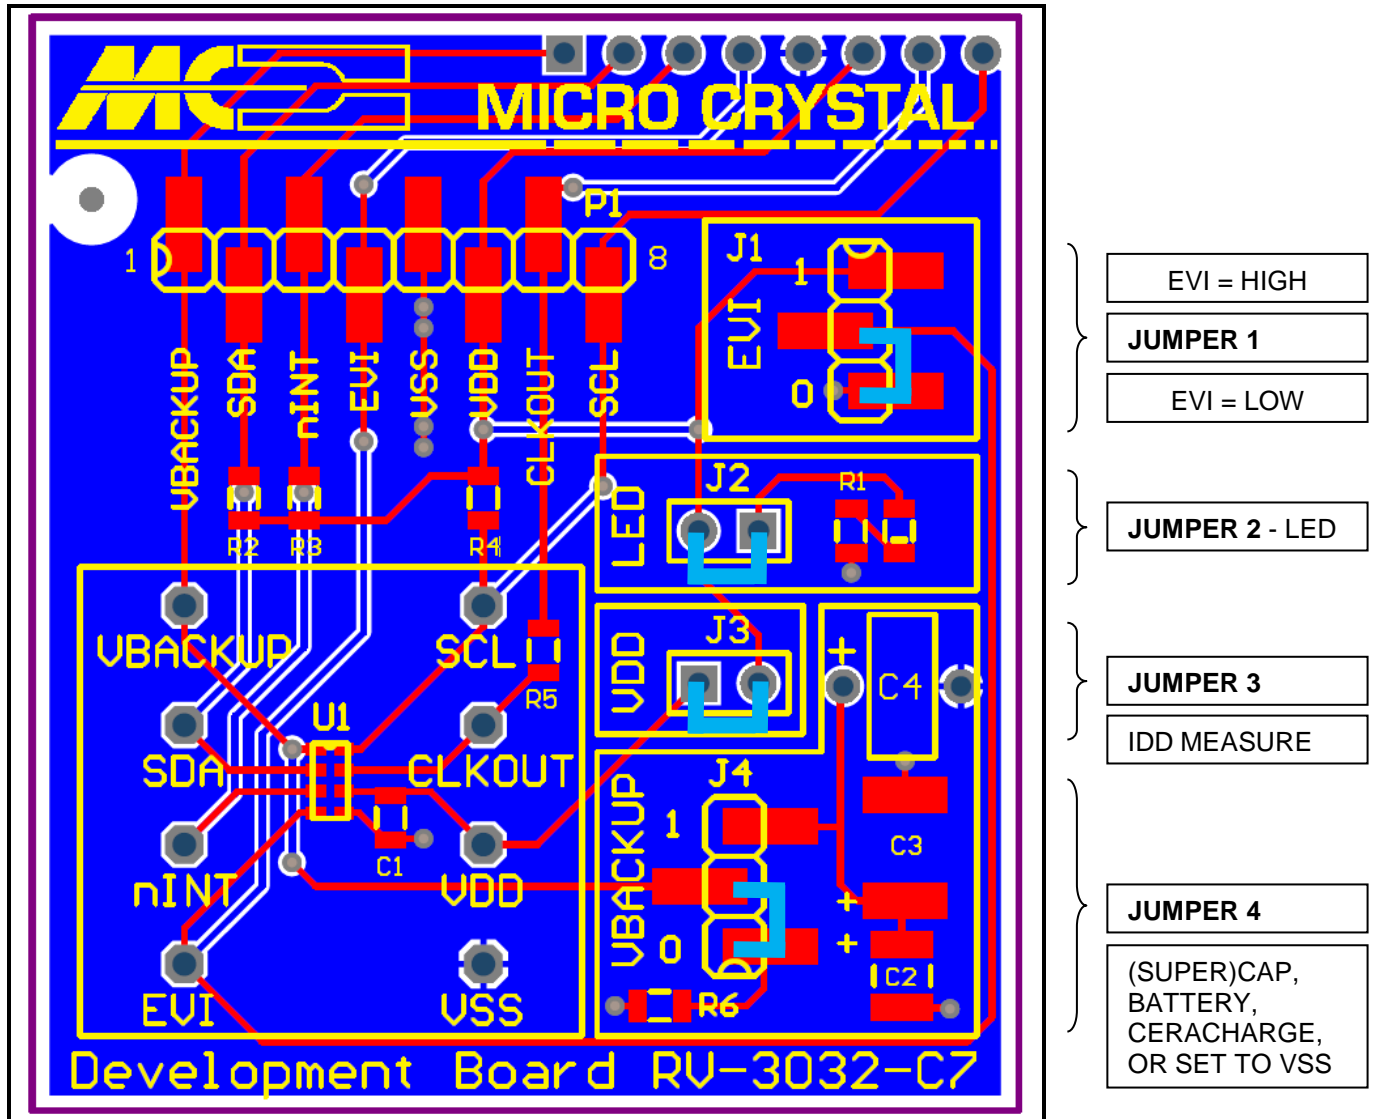 MC
MICRO CRYSTAL
P1
1
8
VBACKUP
SDA
nINT
EVI
VSS
VDD
CLKOUT
SCL
J1
1
EVI
0
R2
R3
R4
J2
R1
LED
VBACKUP
SCL
R5
J3
VDD
+
C4
U1
SDA
CLKOUT
J4
VBACKUP
1
C3
C1
nINT
VDD
+
+
0
C2
EVI
VSS
R6
Development Board RV-3032-C7
EVI = HIGH
JUMPER 1
EVI = LOW
JUMPER 2 - LED
JUMPER 3
IDD MEASURE
JUMPER 4
(SUPER)CAP,
BATTERY,
CERACHARGE,
OR SET TO VSS